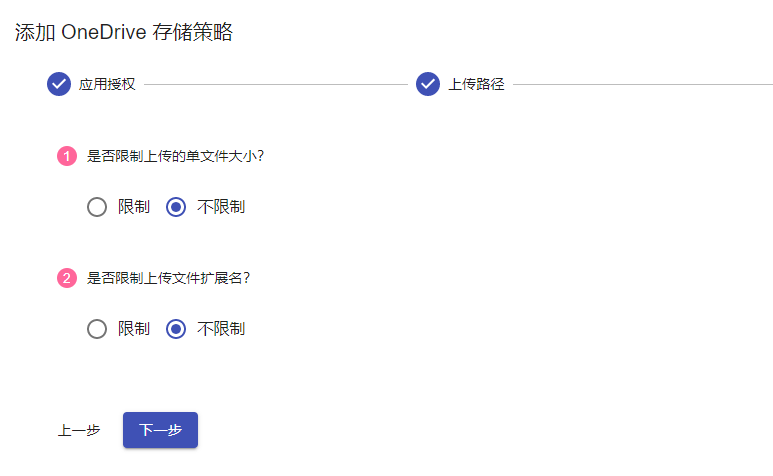 添加 OneDrive 存储策略
应用授权 上传路径
1 是否限制上传的单文件大小?
限制 不限制
2 是否限制上传文件扩展名?
限制 不限制
上一步 下一步